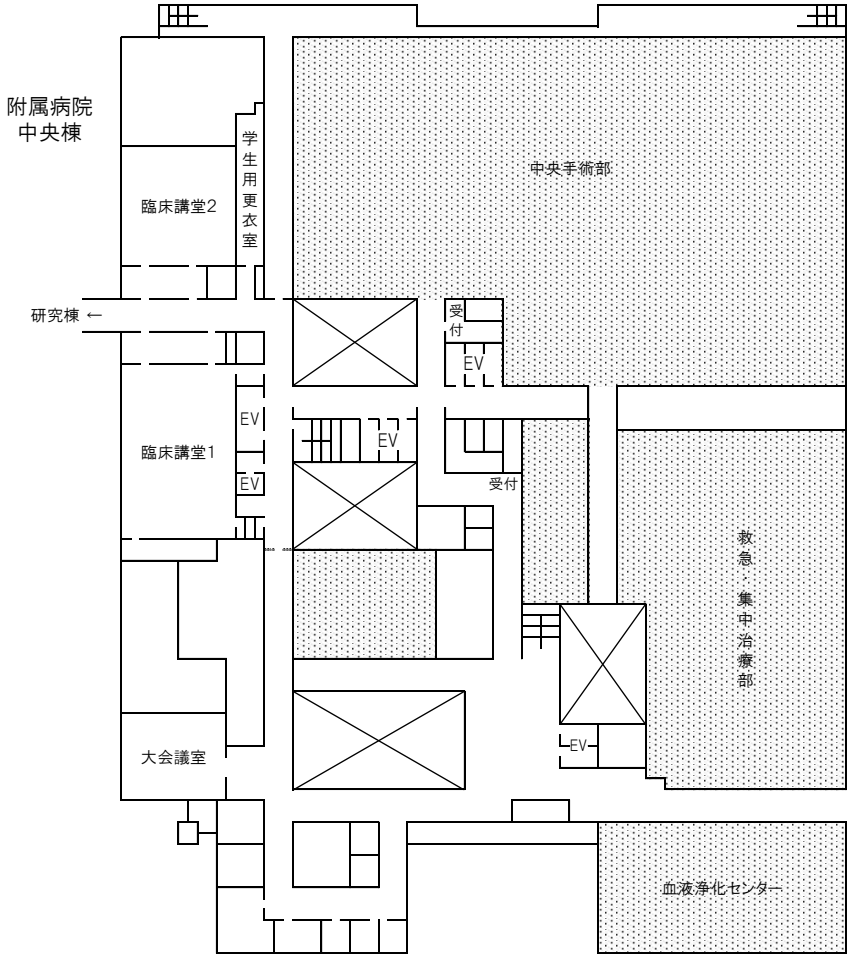 附属病院
中央棟
学生用更衣室
中央手術部
臨床講堂2
研究棟 ←
受付
EV
EV
臨床講堂1
EV
EV
受付
救急・集中治療部
大会議室
EV
血液浄化センター